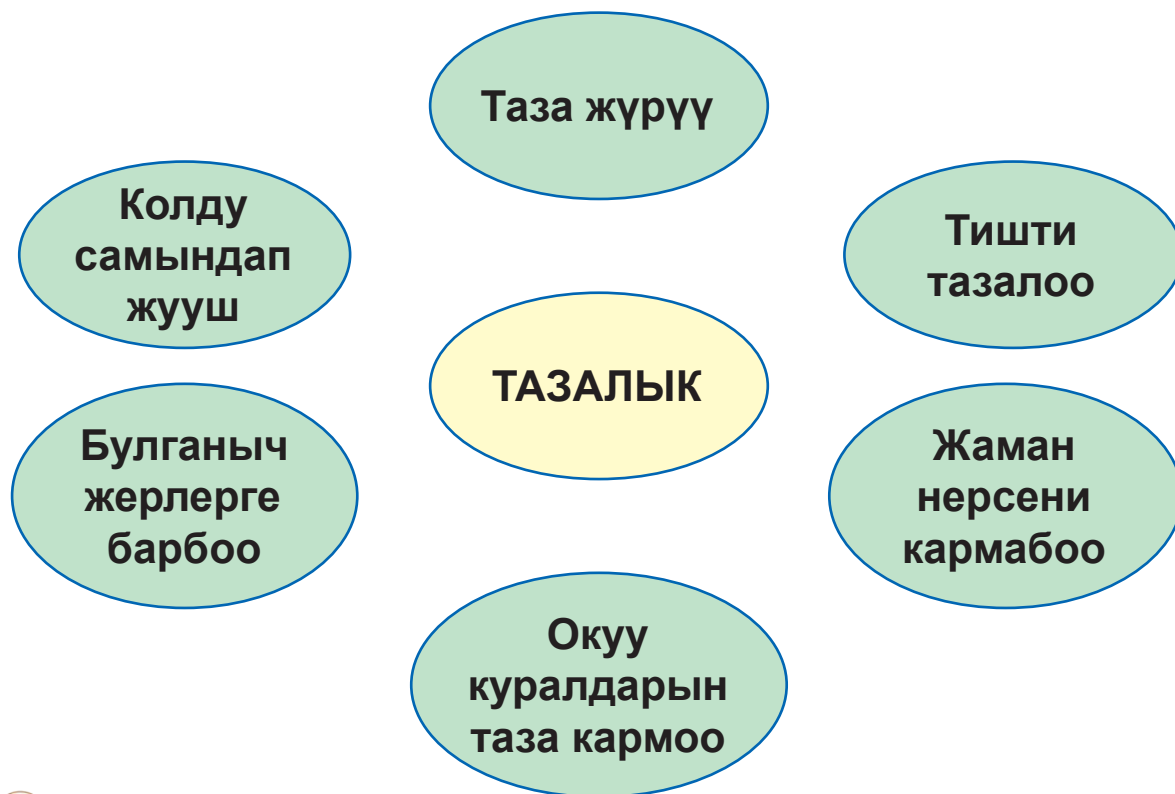 Таза жүрүү
Колду
самындап
жууш
Тишти
тазалоо
ТАЗАЛЫК
Булганыч
жерлерге
барбоо
Жаман
нерсени
кармабоо
Окуу
куралдарын
таза кармоо